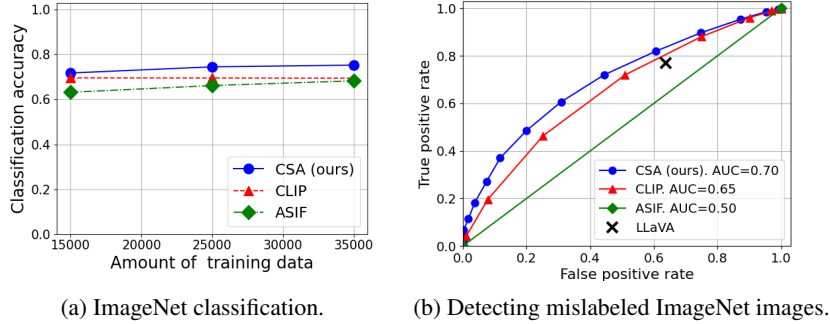 1.0
0.8
0.6
0.4
0.2
0.0
Classification accuracy
CSA (ours)
CLIP
ASIF
15000 20000 25000 30000 35000
Amount of training data
(a) ImageNet classification.
1.0
0.8
0.6
0.4
0.2
0.0
True positive rate
CSA (ours). AUC=0.70
CLIP. AUC=0.65
ASIF. AUC=0.50
LLaVA
0.0 0.2 0.4 0.6 0.8 1.0
False positive rate
(b) Detecting mislabeled ImageNet images.